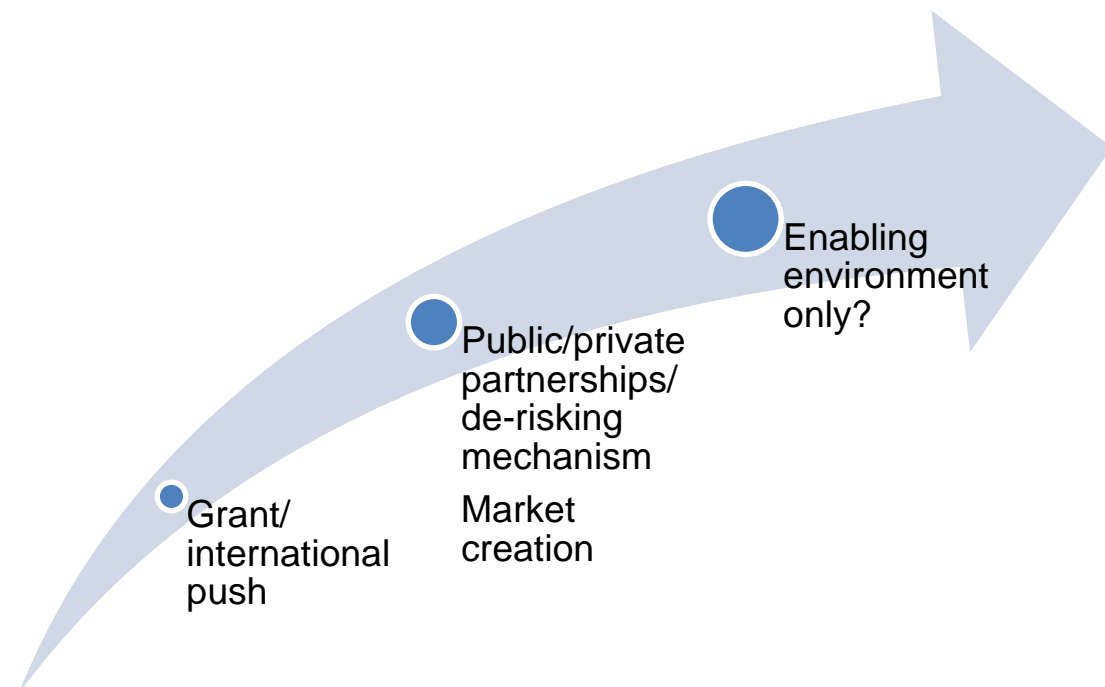 Grant/
international
push
Public/private
partnerships/
de-risking
mechanism
Market
creation
Enabling
environment
only?